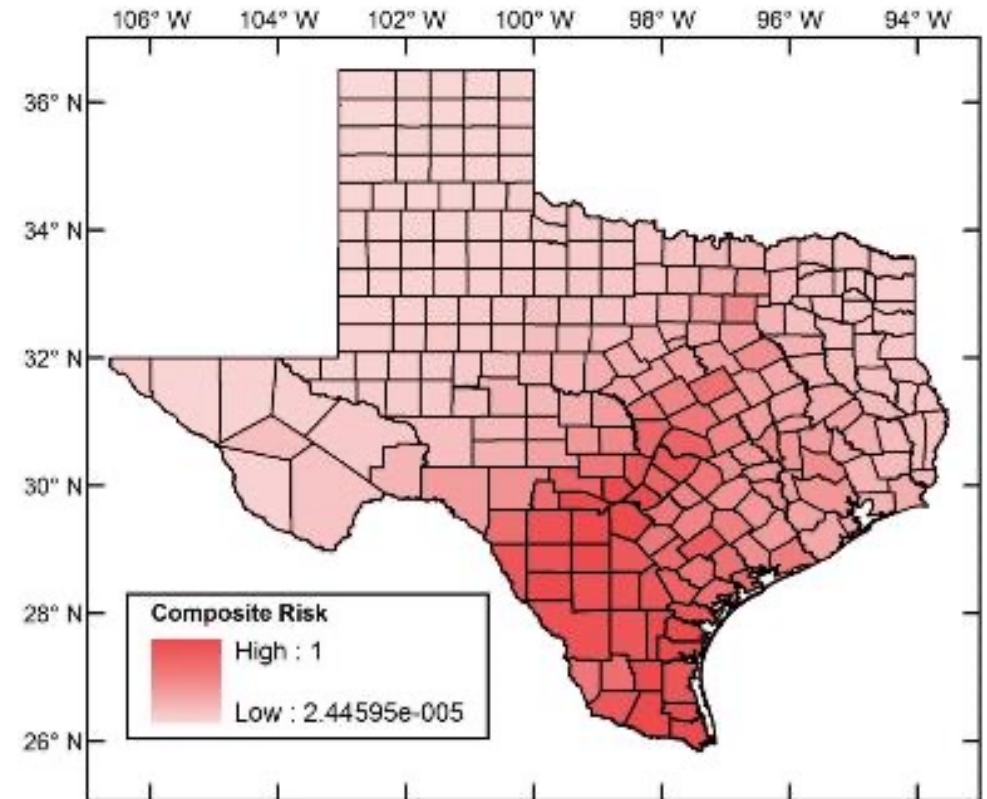 106° W 104° W 102° W 100° W 98° W 96° W 94° W
36° N
34° N
32° N
30° N
28° N
26° N
Composite Risk
High : 1
Low : 2.44595e-005